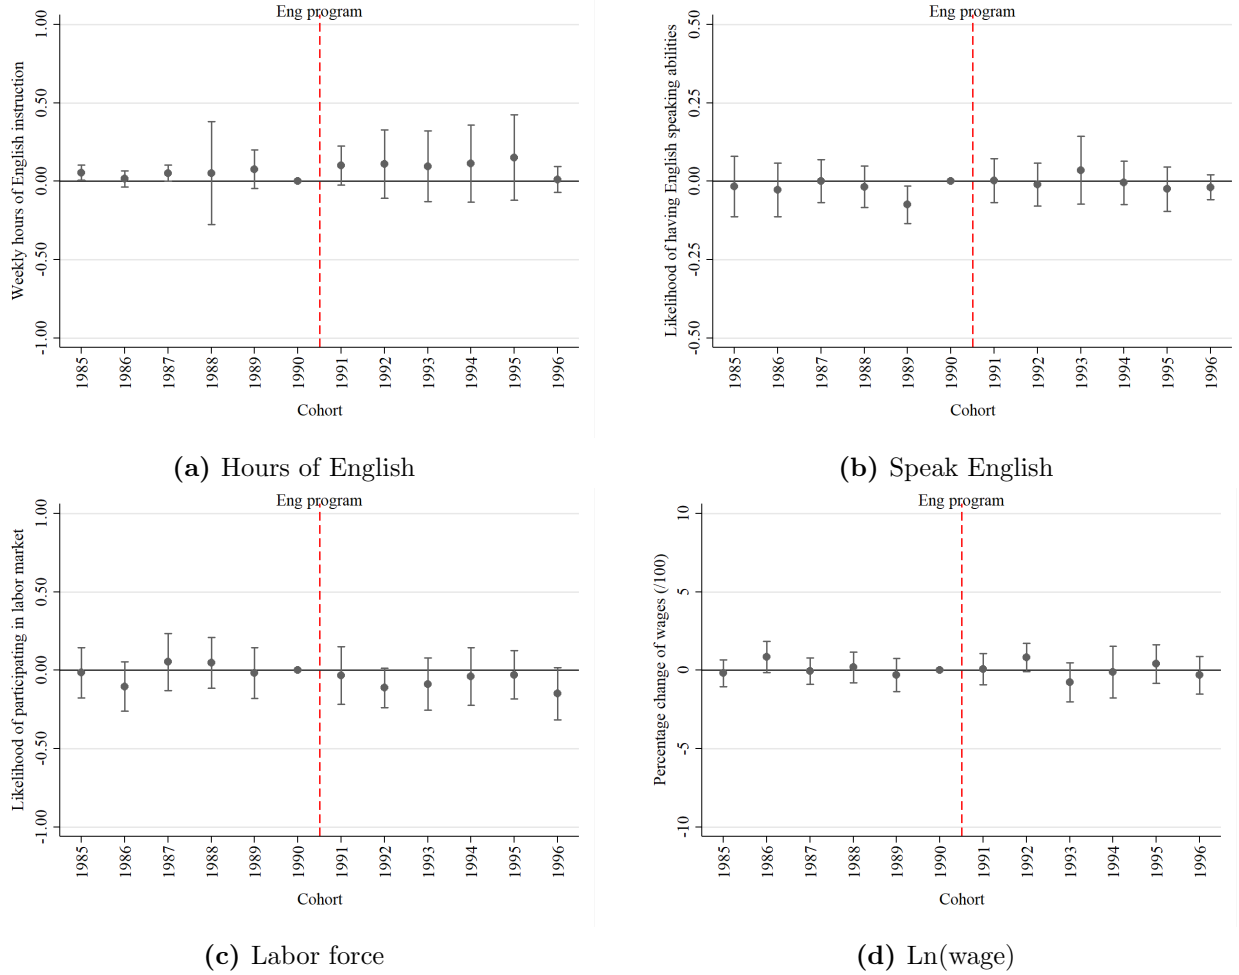 Eng program
Weekly hours of English instruction
1.00
0.50
0.00
-0.50
-1.00
1985 1986 1987 1988 1989 1990 1991 1992 1993 1994 1995 1996
Cohort
(a) Hours of English
Eng program
Likelihood of having English speaking abilities
0.50
0.25
0.00
-0.25
-0.50
1985 1986 1987 1988 1989 1990 1991 1992 1993 1994 1995 1996
Cohort
(b) Speak English
Eng program
Likelihood of participating in labor market
1.00
0.50
0.00
-0.50
-1.00
1985 1986 1987 1988 1989 1990 1991 1992 1993 1994 1995 1996
Cohort
(c) Labor force
Eng program
Percentage change of wages (/100)
10
5
0
-5
-10
1985 1986 1987 1988 1989 1990 1991 1992 1993 1994 1995 1996
Cohort
(d) Ln(wage)